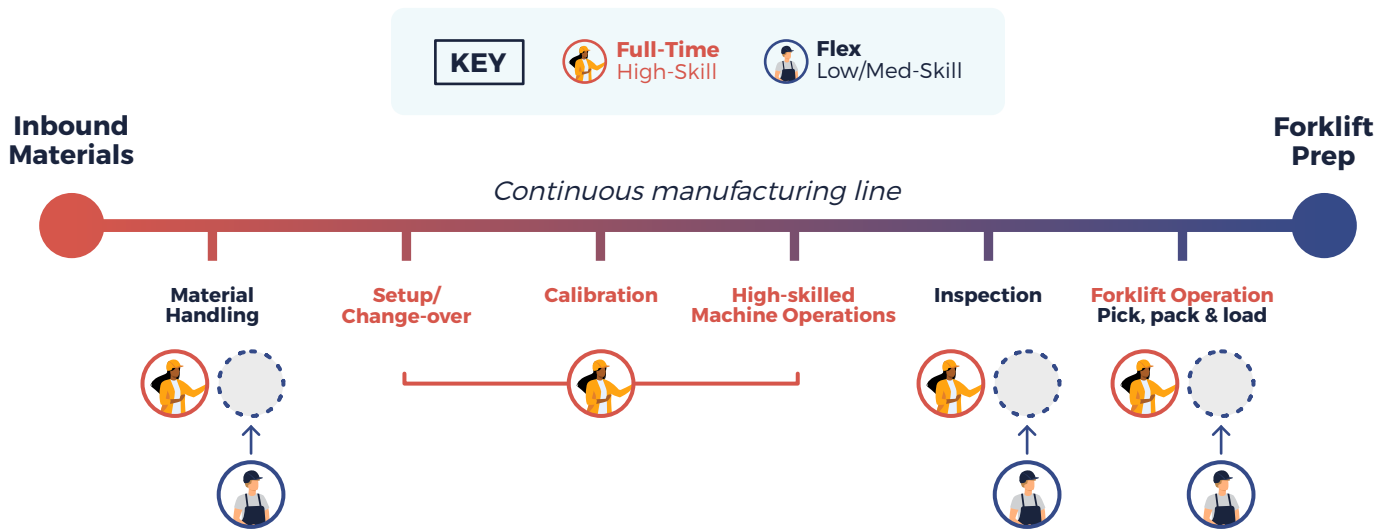 KEY
Full-Time
High-Skill
Flex
Low/Med-Skill
Inbound
Materials
Forklift
Prep
Continuous manufacturing line
Material
Handling
Setup/
Change-over
Calibration
High-skilled
Machine Operations
Inspection
Forklift Operation
Pick, pack & load